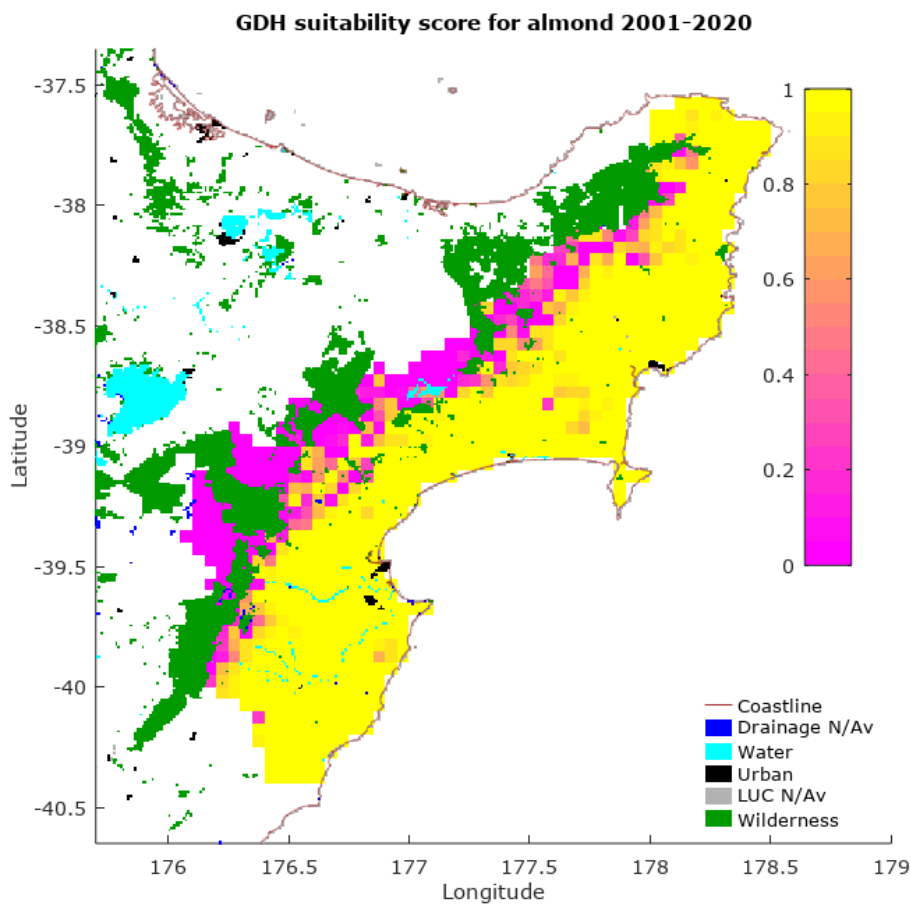 GDH suitability score for almond 2001-2020
-37.5
-38
-38.5
-39
-39.5
-40
-40.5
Latitude
1
0.8
0.6
0.4
0.2
0
Coastline
Drainage N/Av
Water
Urban
LUC N/Av
Wilderness
176
176.5
177
177.5
178
178.5
179
Longitude